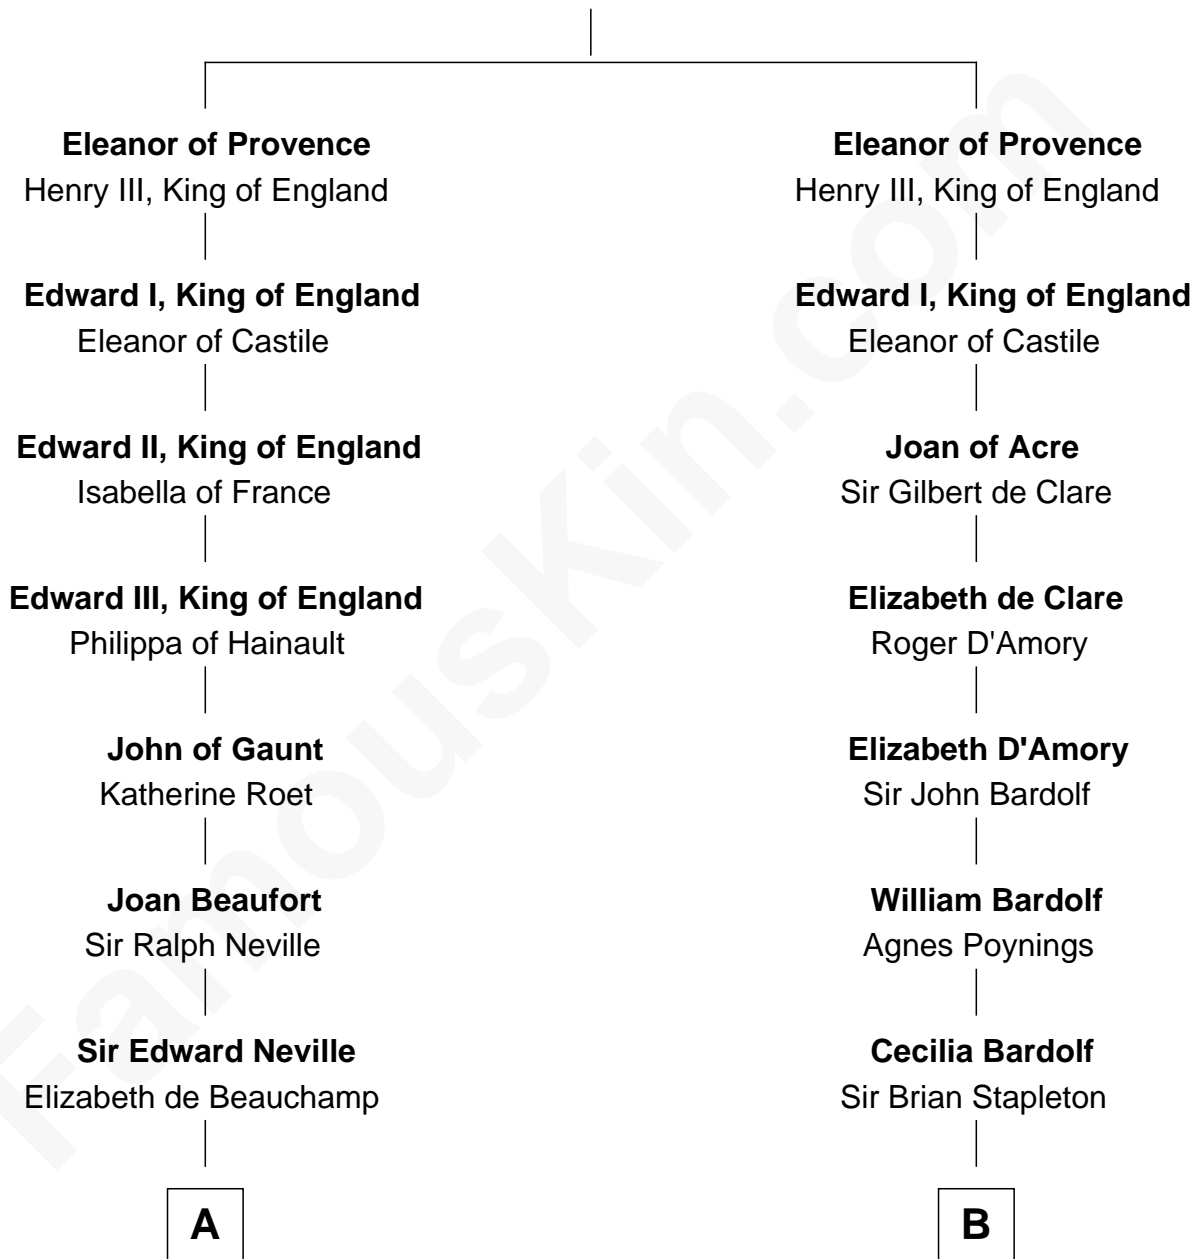 Eleanor of Provence
Henry III, King of England
Edward I, King of England
Eleanor of Castile
Edward II, King of England
Isabella of France
Edward III, King of England
Philippa of Hainault
John of Gaunt
Katherine Roet
Joan Beaufort
Sir Ralph Neville
Sir Edward Neville
Elizabeth de Beauchamp
A
Eleanor of Provence
Henry III, King of England
Edward I, King of England
Eleanor of Castile
Joan of Acre
Sir Gilbert de Clare
Elizabeth de Clare
Roger D'Amory
Elizabeth D'Amory
Sir John Bardolf
William Bardolf
Agnes Poynings
Cecilia Bardolf
Sir Brian Stapleton
B
FamousKin.com